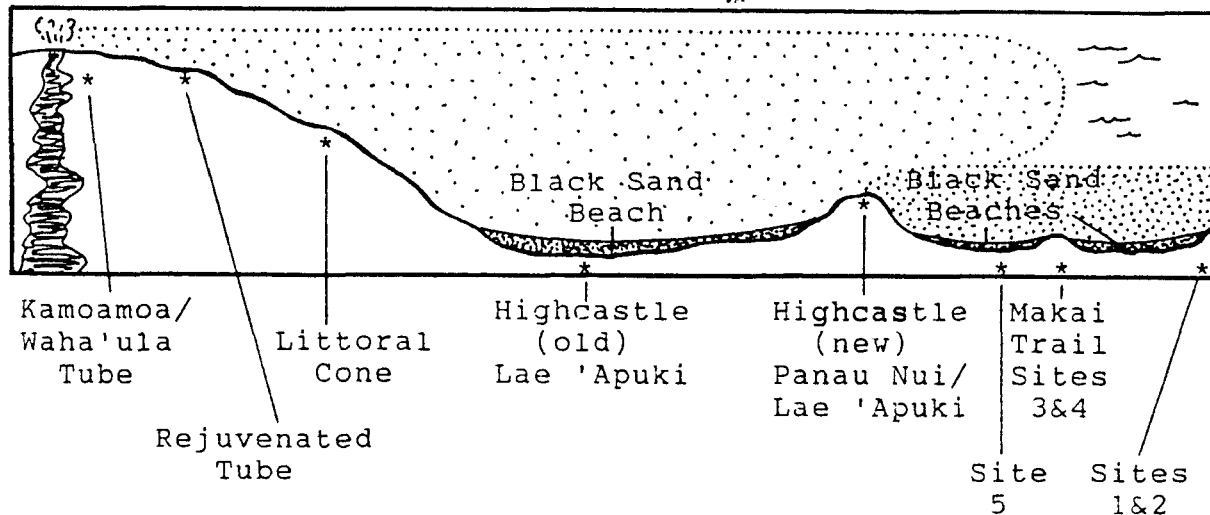 Black Sand
Beach
Black Sand
Beaches
Kamoamoa/
Waha'ula
Tube
Rejuvenated
Tube
Littoral
Cone
Highcastle
(old)
Lae 'Apuki
Highcastle
(new)
Panau Nui/
Lae 'Apuki
Makai
Trail
Sites
3&4
Site
5
Sites
1&2